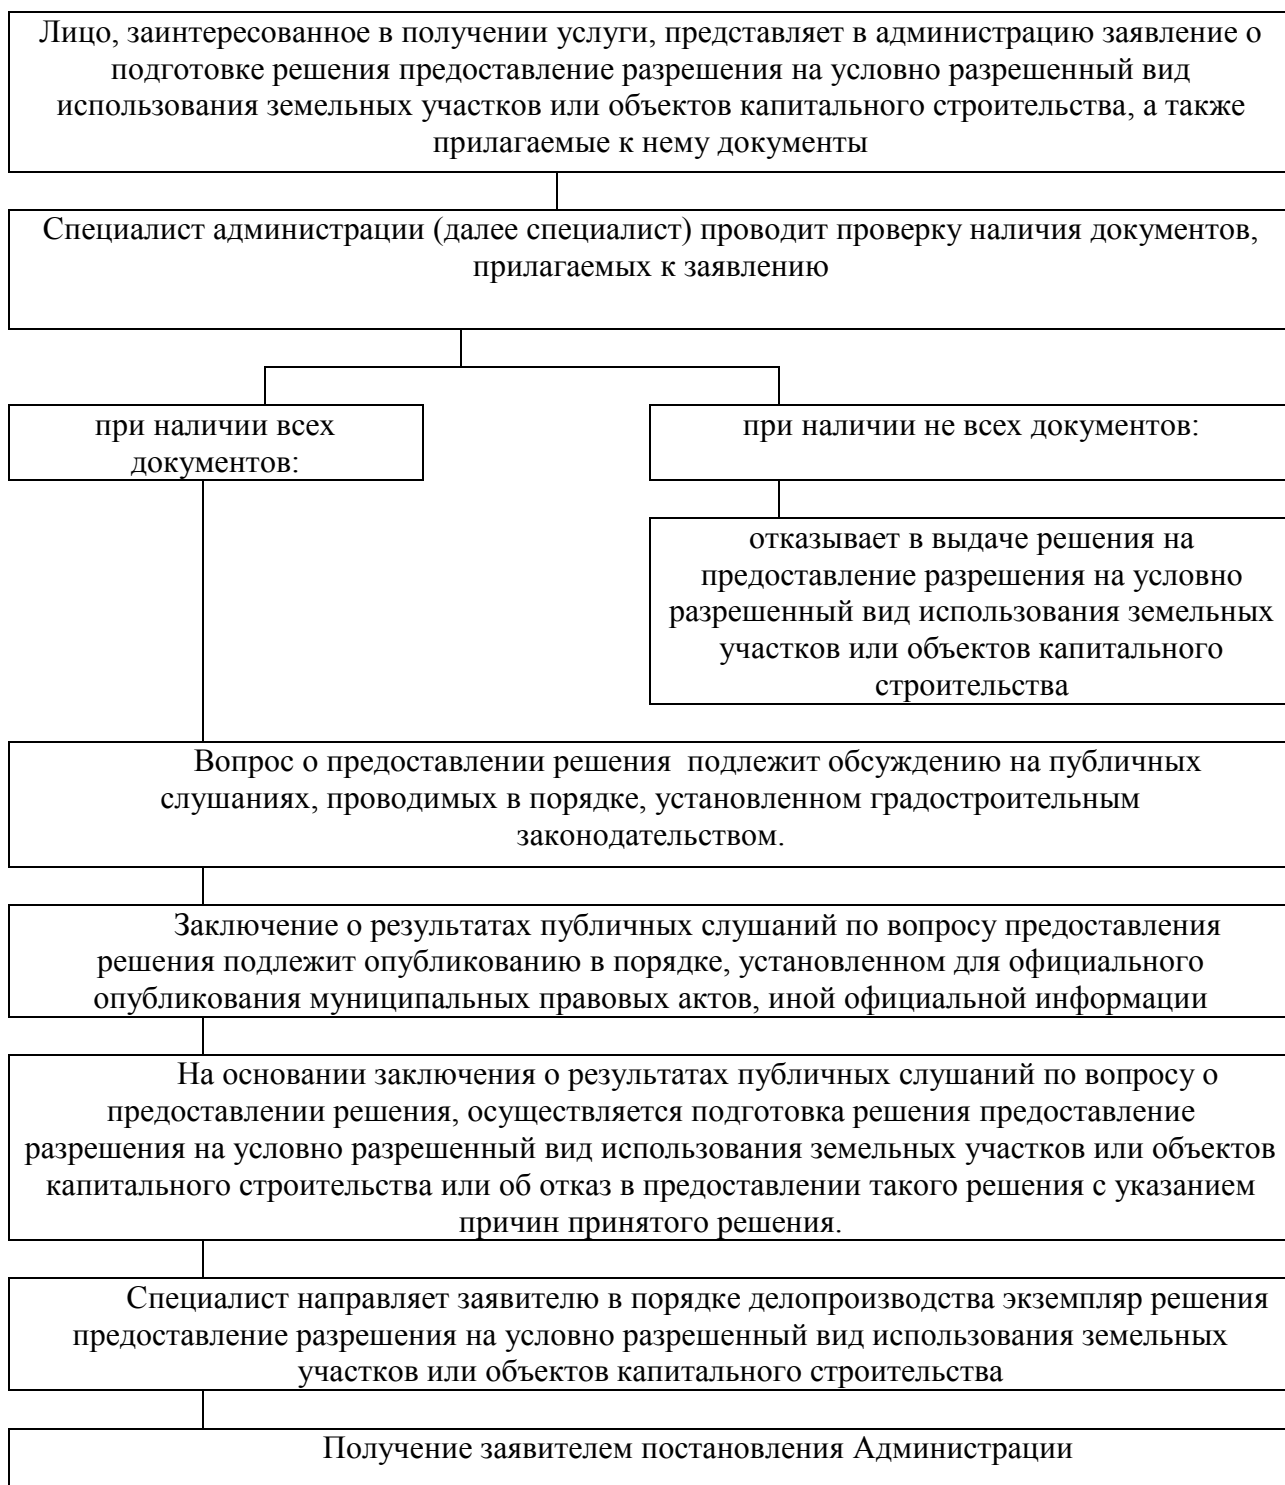 Лицо, заинтересованное в получении услуги, представляет в администрацию заявление о
подготовке решения предоставление разрешения на условно разрешенный вид
использования земельных участков или объектов капитального строительства, а также
прилагаемые к нему документы
Специалист администрации (далее специалист) проводит проверку наличия документов,
прилагаемых к заявлению
при наличии всех
документов:
при наличии не всех документов:
отказывает в выдаче решения на
предоставление разрешения на условно
разрешенный вид использования земельных
участков или объектов капитального
строительства
Вопрос о предоставлении решения подлежит обсуждению на публичных
слушаниях, проводимых в порядке, установленном градостроительным
законодательством.
Заключение о результатах публичных слушаний по вопросу предоставления
решения подлежит опубликованию в порядке, установленном для официального
опубликования муниципальных правовых актов, иной официальной информации
На основании заключения о результатах публичных слушаний по вопросу о
предоставлении решения, осуществляется подготовка решения предоставление
разрешения на условно разрешенный вид использования земельных участков или объектов
капитального строительства или об отказ в предоставлении такого решения с указанием
причин принятого решения.
Специалист направляет заявителю в порядке делопроизводства экземпляр решения
предоставление разрешения на условно разрешенный вид использования земельных
участков или объектов капитального строительства
Получение заявителем постановления Администрации